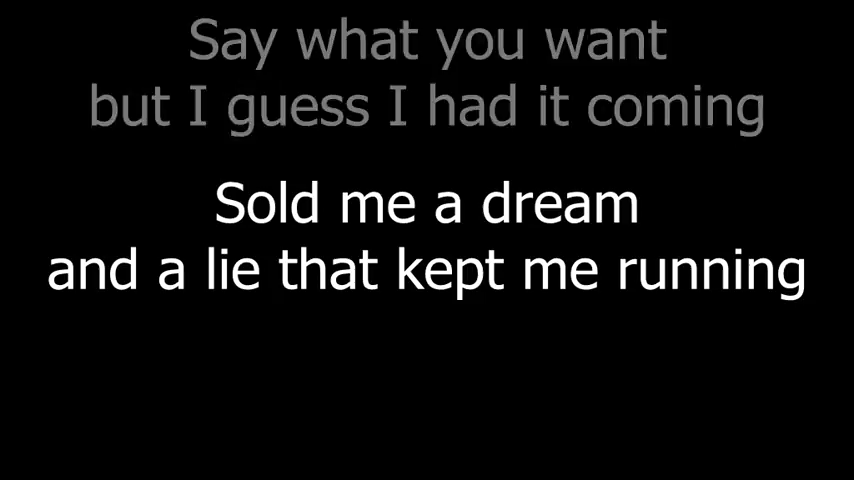 Say what you want
but I guess I had it coming
Sold me a dream
and a lie that kept me running